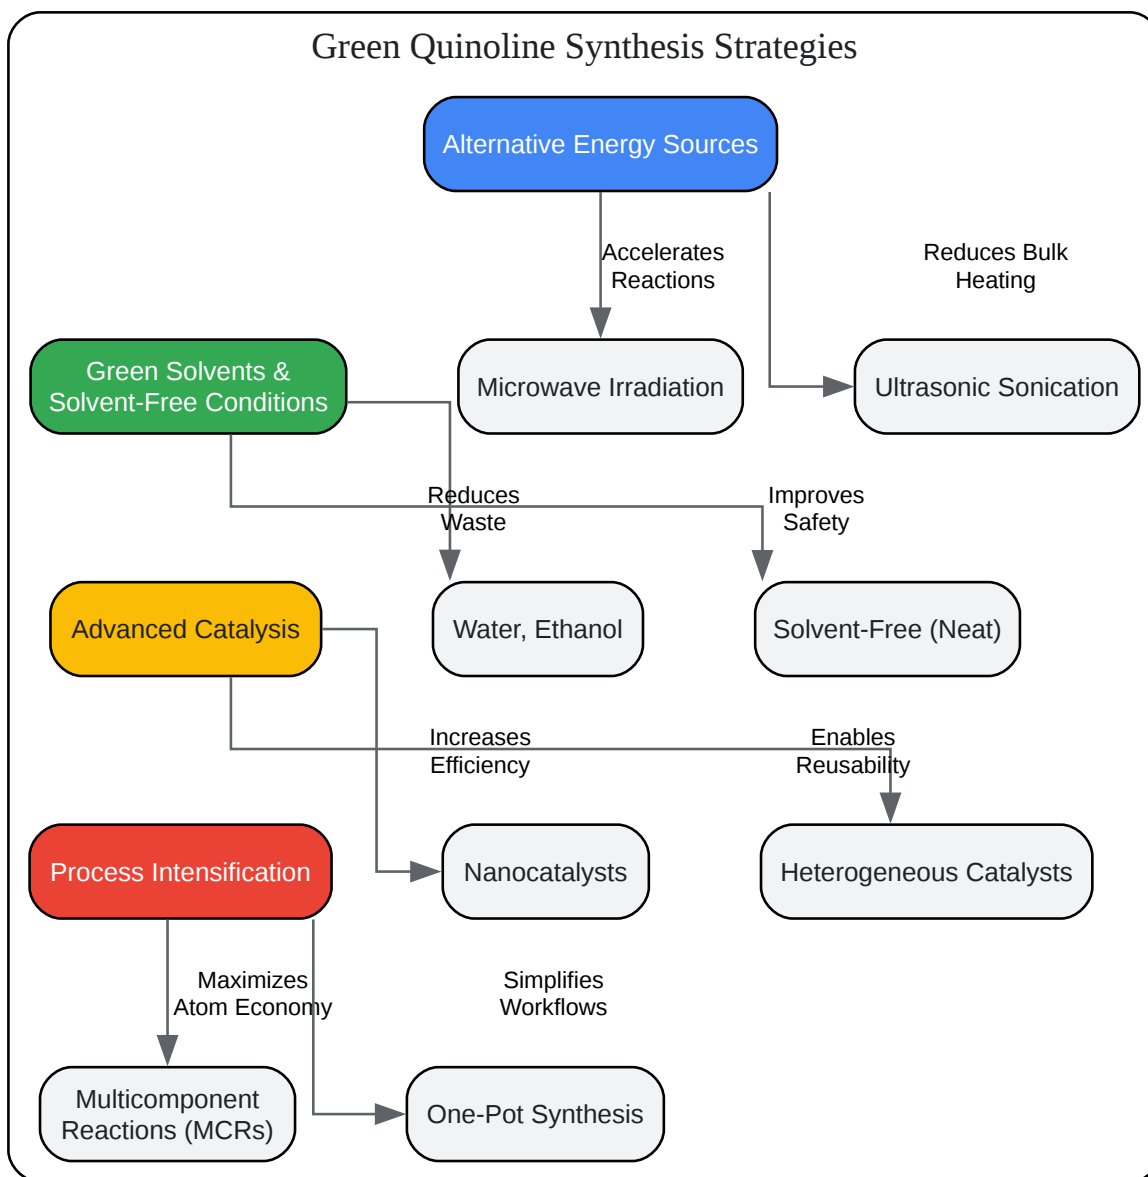 Green Quinoline Synthesis Strategies
Alternative Energy Sources
Accelerates
Reactions
Reduces Bulk
Heating
Green Solvents &
Solvent-Free Conditions
Microwave Irradiation
Ultrasonic Sonication
Reduces
Waste
Improves
Safety
Advanced Catalysis
Water, Ethanol
Solvent-Free (Neat)
Increases
Efficiency
Enables
Reusability
Process Intensification
Nanocatalysts
Heterogeneous Catalysts
Maximizes
Atom Economy
Simplifies
Workflows
Multicomponent
Reactions (MCRs)
One-Pot Synthesis